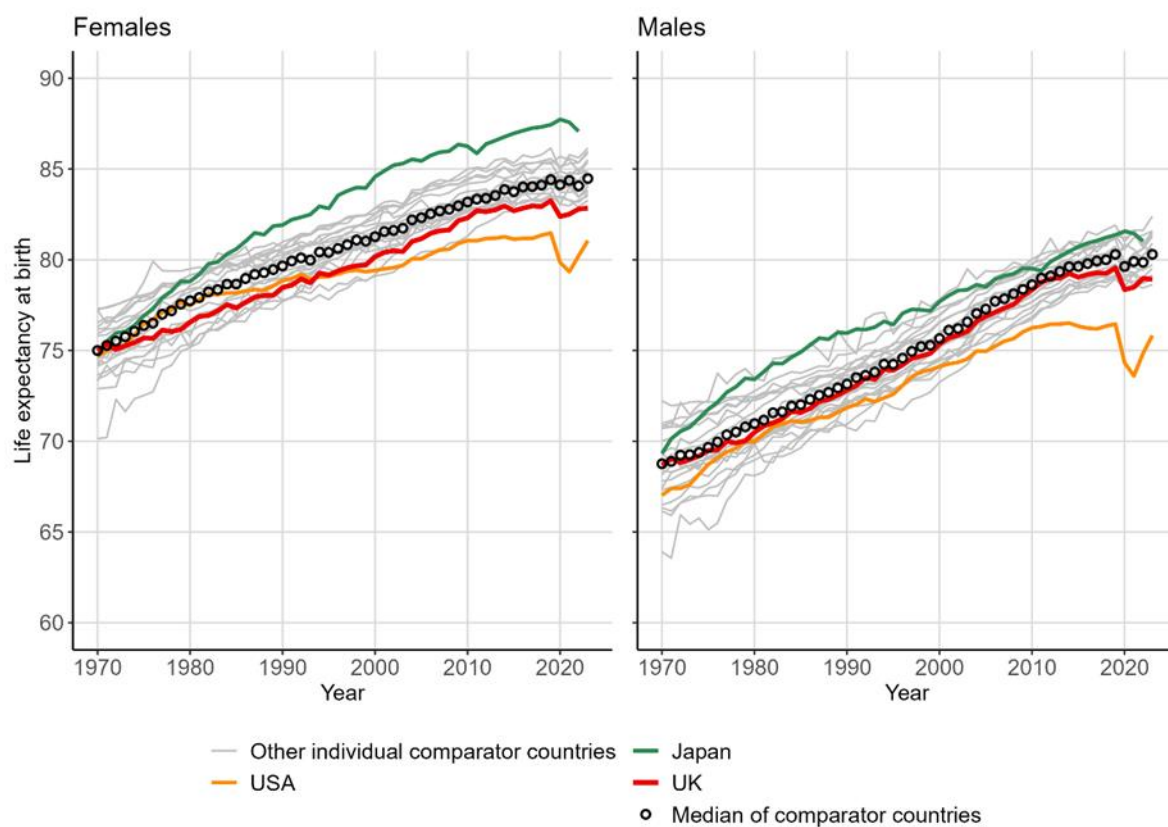 Females
Males
Life expectancy at birth
90
85
80
75
70
65
60
1970 1980 1990 2000 2010 2020
1970 1980 1990 2000 2010 2020
Year
Year
Other individual comparator countries
Japan
USA
UK
Median of comparator countries